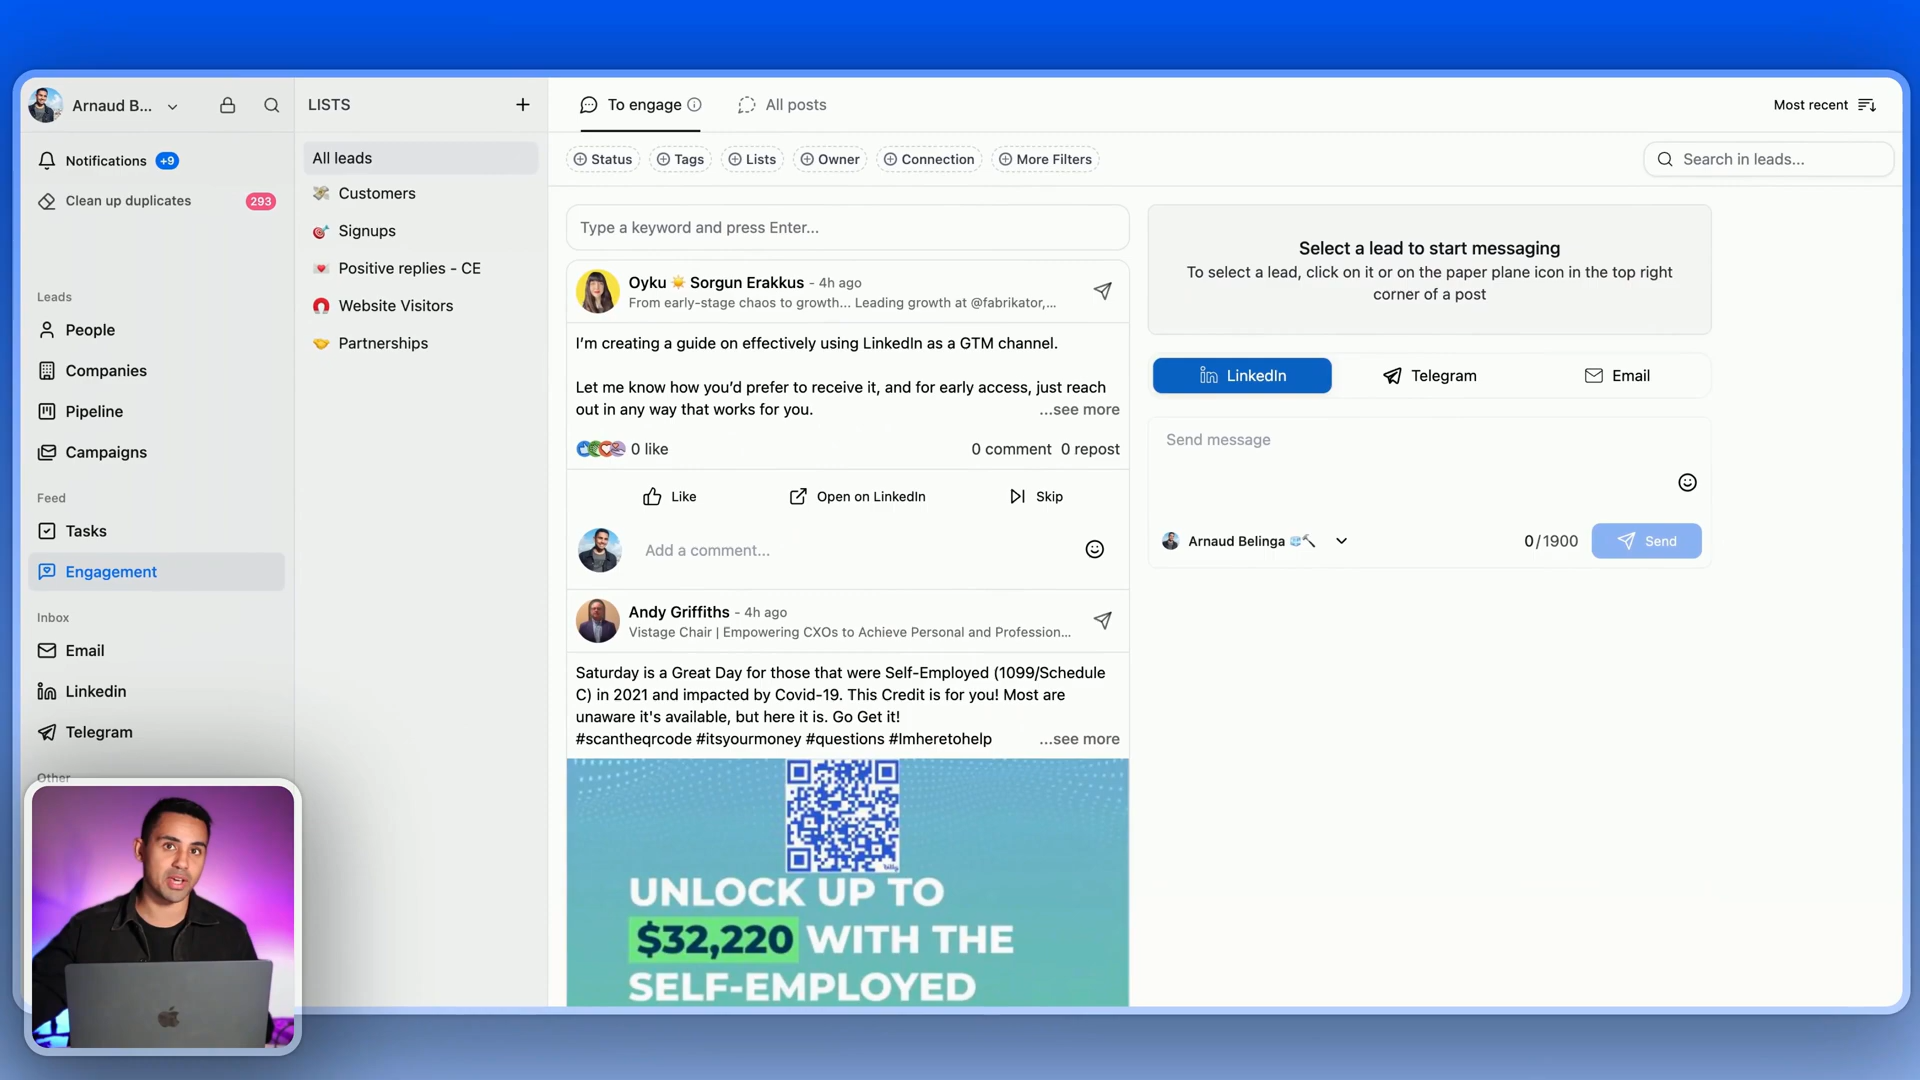 Arnaud B...
Notifications +9
Clean up duplicates 293
Leads
People
Companies
Pipeline
Campaigns
Feed
Tasks
Engagement
Inbox
Email
Linkedin
Telegram
Other
LISTS
All leads
Customers
Signups
Positive replies - CE
Website Visitors
Partnerships
To engage
All posts
Most recent
Status
Tags
Lists
Owner
Connection
More Filters
Search in leads...
Type a keyword and press Enter...
Oyku ☀️ Sorgun Erakkus - 4h ago
From early-stage chaos to growth... Leading growth at @fabrikator,...
I’m creating a guide on effectively using LinkedIn as a GTM channel.
Let me know how you’d prefer to receive it, and for early access, just reach
out in any way that works for you. ...see more
0 like 0 comment 0 repost
Like Open on LinkedIn Skip
Add a comment...
Andy Griffiths - 4h ago
Vistage Chair | Empowering CXOs to Achieve Personal and Profession...
Saturday is a Great Day for those that were Self-Employed (1099/Schedule
C) in 2021 and impacted by Covid-19. This Credit is for you! Most are
unaware it's available, but here it is. Go Get it!
#scantheqrcode #itsyourmoney #questions #Imheretohelp ...see more
UNLOCK UP TO
$32,220 WITH THE
SELF-EMPLOYED
Select a lead to start messaging
To select a lead, click on it or on the paper plane icon in the top right
corner of a post
LinkedIn
Telegram
Email
Send message
Arnaud Belinga 🧊🔨
0/1900
Send